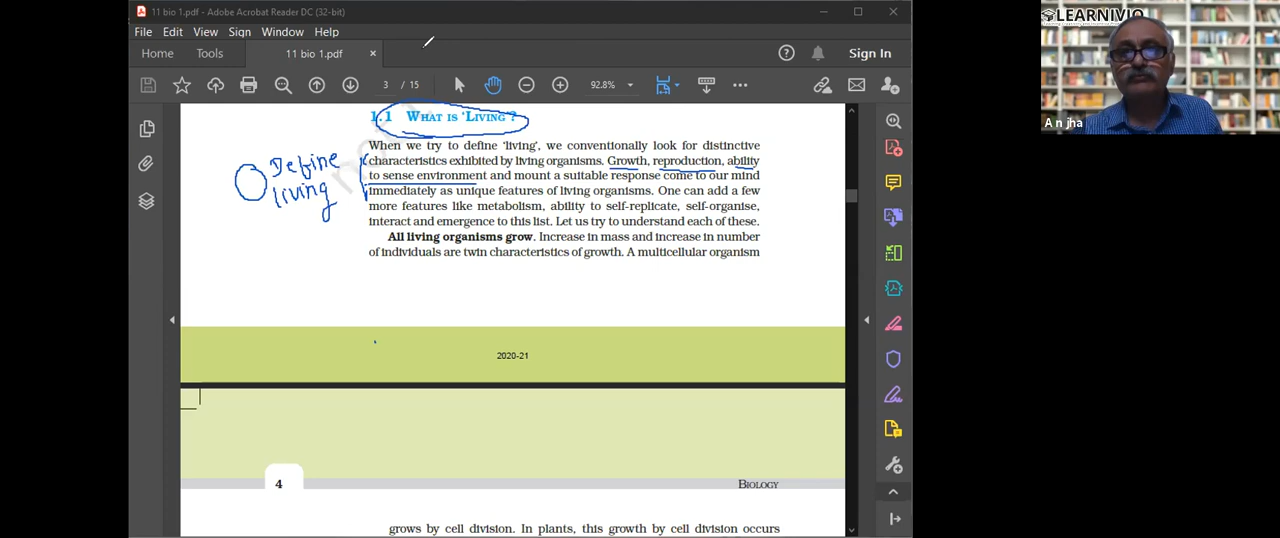 11 bio 1.pdf - Adobe Acrobat Reader DC (32-bit)
File Edit View Sign Window Help
Home Tools 11 bio 1.pdf × Sign In
3 / 15 92.8%
LEARNIVIO
A n jha
1.1 WHAT IS 'LIVING'?
When we try to define 'living', we conventionally look for distinctive
characteristics exhibited by living organisms. Growth, reproduction, ability
to sense environment and mount a suitable response come to our mind
immediately as unique features of living organisms. One can add a few
more features like metabolism, ability to self-replicate, self-organise,
interact and emergence to this list. Let us try to understand each of these.
All living organisms grow. Increase in mass and increase in number
of individuals are twin characteristics of growth. A multicellular organism
Define
living
2020-21
4 BIOLOGY
grows by cell division. In plants, this growth by cell division occurs